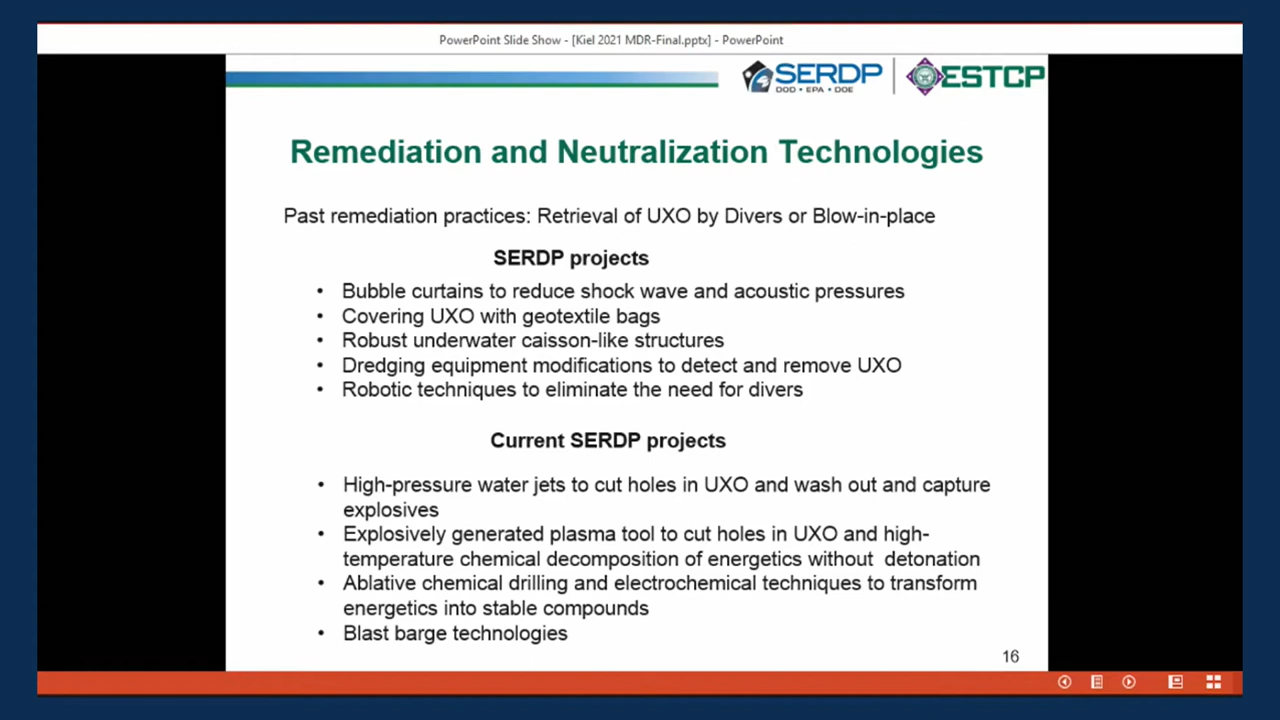 PowerPoint Slide Show - [Kiel 2021 MDR-Final.pptx] - PowerPoint
SERDP
DOD • EPA • DOE
ESTCP
Remediation and Neutralization Technologies
Past remediation practices: Retrieval of UXO by Divers or Blow-in-place
SERDP projects
• Bubble curtains to reduce shock wave and acoustic pressures
• Covering UXO with geotextile bags
• Robust underwater caisson-like structures
• Dredging equipment modifications to detect and remove UXO
• Robotic techniques to eliminate the need for divers
Current SERDP projects
• High-pressure water jets to cut holes in UXO and wash out and capture
explosives
• Explosively generated plasma tool to cut holes in UXO and high-
temperature chemical decomposition of energetics without detonation
• Ablative chemical drilling and electrochemical techniques to transform
energetics into stable compounds
• Blast barge technologies
16